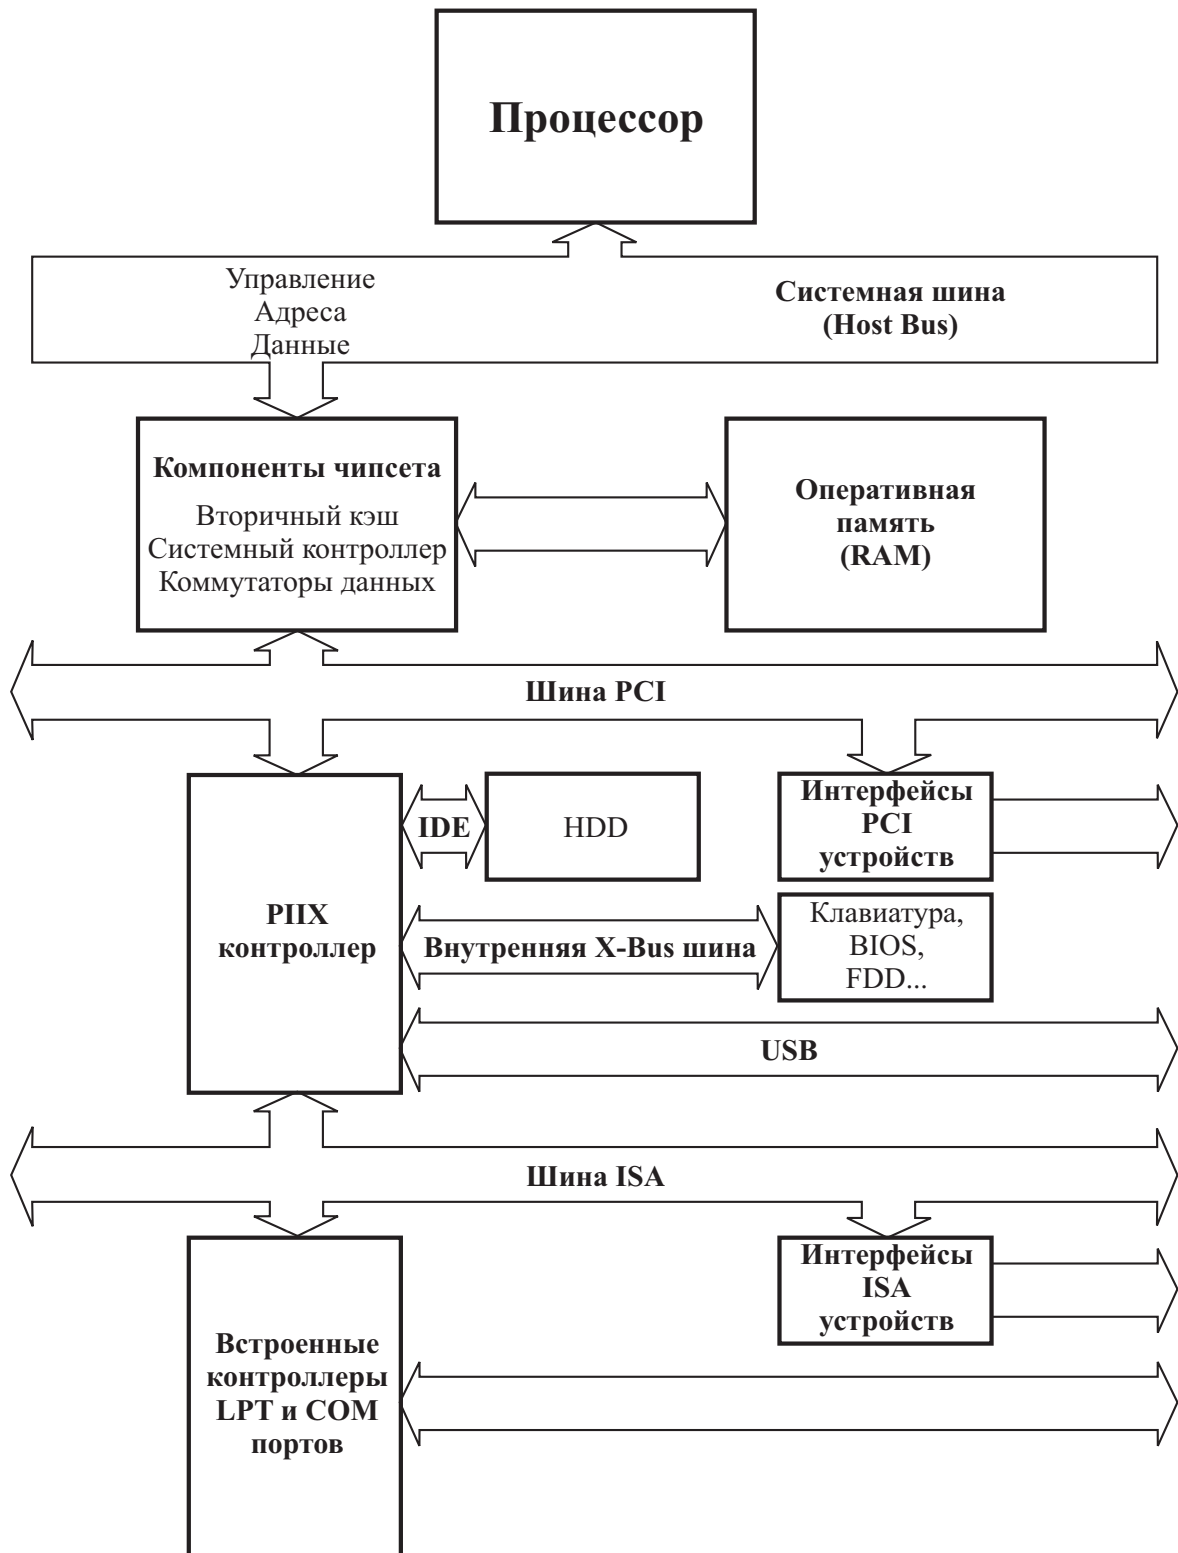 Процессор
Управление
Адреса
Данные
Системная шина
(Host Bus)
Компоненты чипсета
Вторичный кэш
Системный контроллер
Коммутаторы данных
Оперативная
память
(RAM)
Шина PCI
PIIX
контроллер
IDE
HDD
Интерфейсы
PCI
устройств
Внутренняя X-Bus шина
Клавиатура,
BIOS,
FDD...
USB
Шина ISA
Встроенные
контроллеры
LPT и COM
портов
Интерфейсы
ISA
устройств